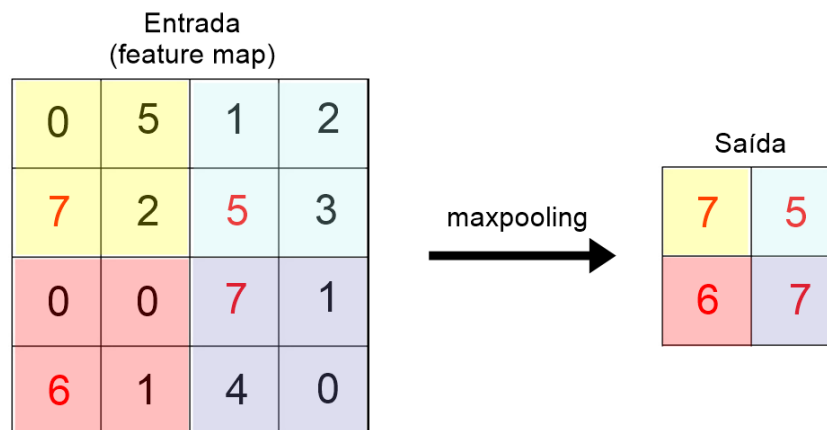 Entrada
(feature map)
0 5 1 2
7 2 5 3
0 0 7 1
6 1 4 0
maxpooling
Saída
7 5
6 7